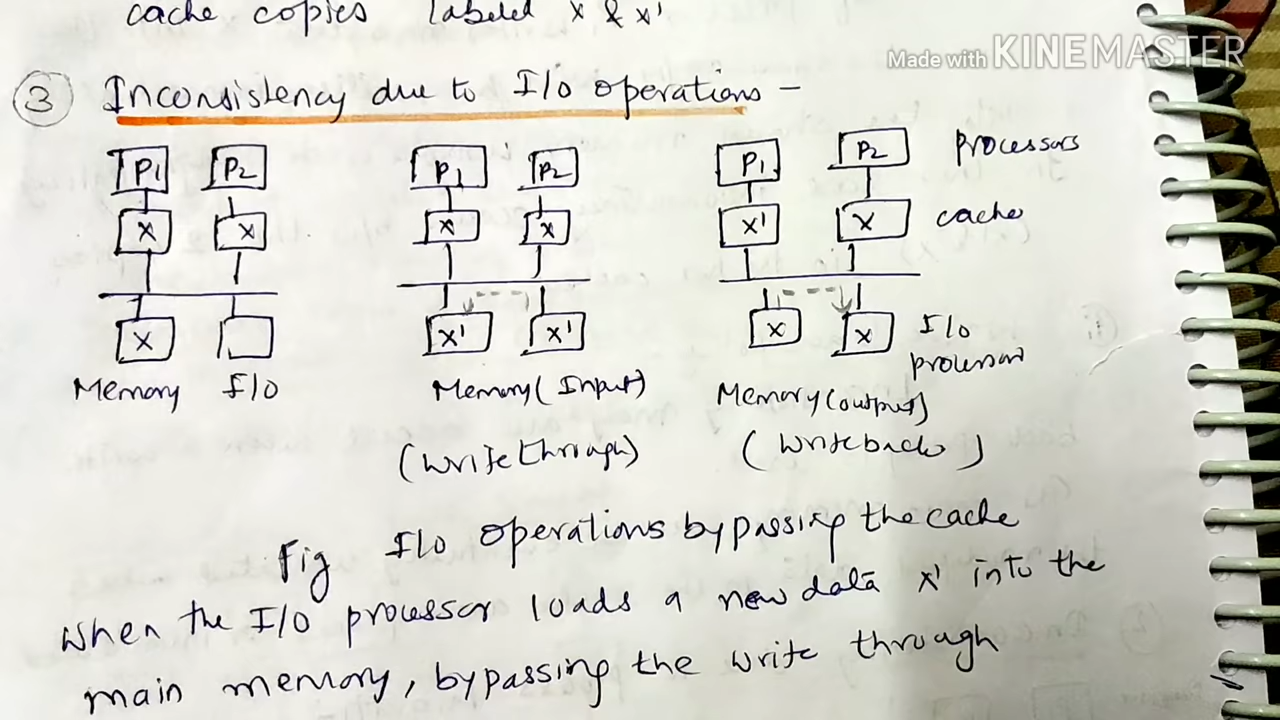 cache copies labeled X & X'
Made with KINEMASTER
③ Inconsistency due to I/o operations -
P1 P2 P1 P2 P1 P2 processors
X X X X X' X cache
X X' X' X X I/o
processor
Memory I/o Memory (Input) Memory (output)
(write through) (write back)
Fig I/o operations bypassing the cache
When the I/o processor loads a new data X' into the
main memory, bypassing the write through